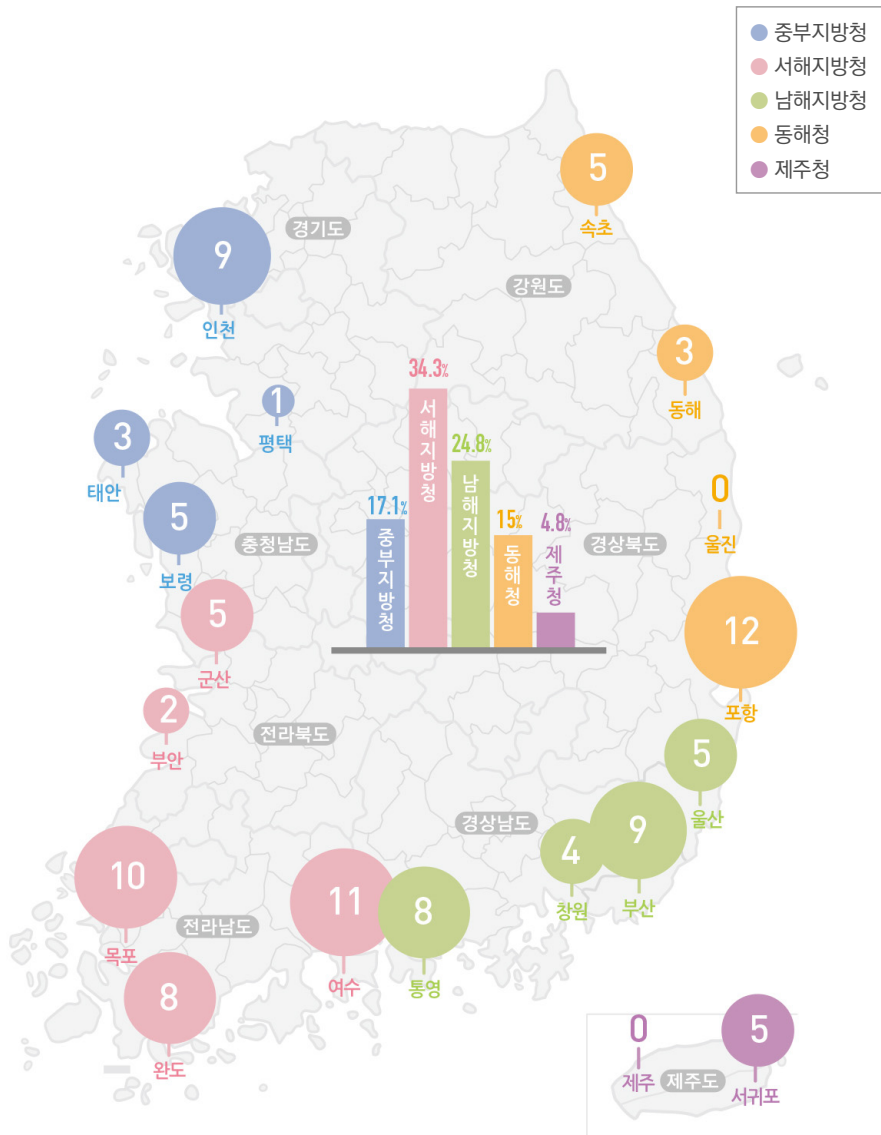 중부지방청
서해지방청
남해지방청
동해청
제주청
5
속초
경기도
9
인천
강원도
3
동해
1
평택
3
태안
5
보령
충청남도
34.3%
서해지방청
24.8%
남해지방청
17.1%
중부지방청
15%
동해청
4.8%
제주청
경상북도
0
울진
5
군산
12
포항
2
부안
전라북도
5
울산
경상남도
4
창원
9
부산
10
목포
전라남도
11
여수
8
통영
8
완도
0
제주
제주도
5
서귀포